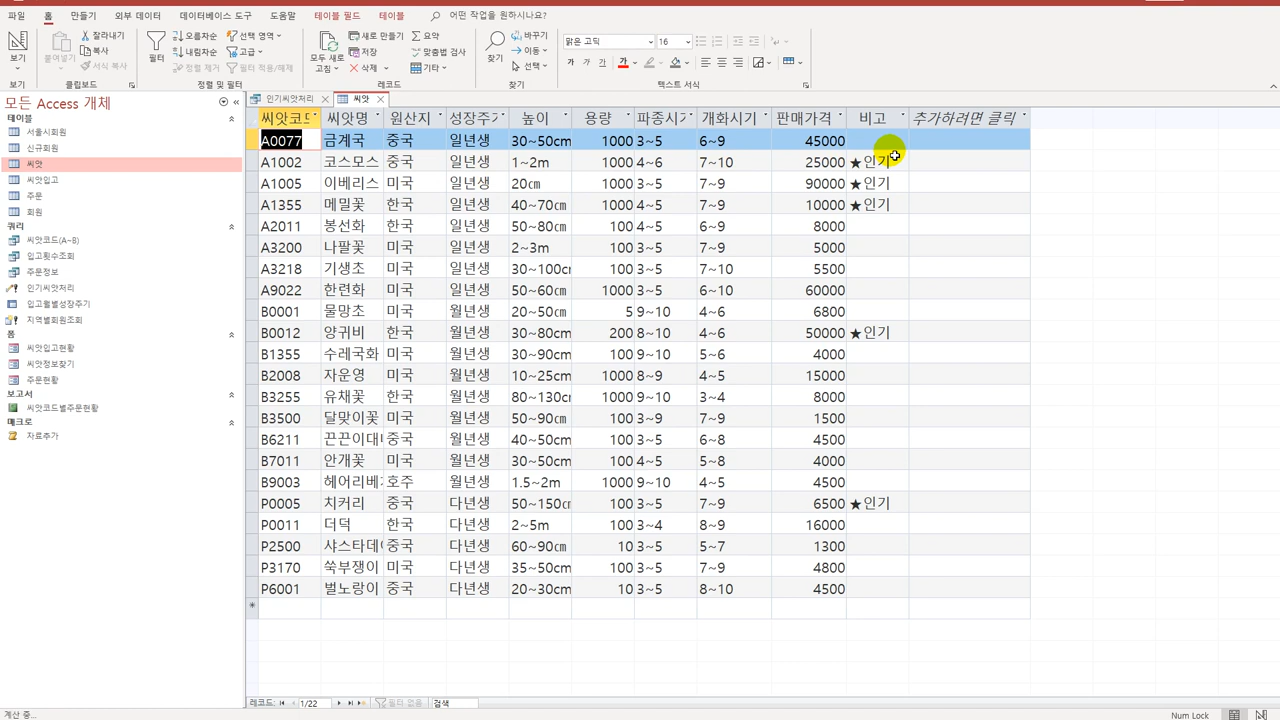 파일 홈 만들기 외부 데이터 데이터베이스 도구 도움말 테이블 필드 테이블 어떤 작업을 원하시나요?
보기 붙여넣기 잘라내기 복사 서식 복사 필터 오름차순 내림차순 정렬 제거 선택 영역 고급 필터 적용/해제 모두 새로 고침 새로 만들기 저장 삭제 요약 맞춤법 검사 기타 찾기 바꾸기 이동 선택 맑은 고딕 16 가 가 가 가
보기 클립보드 정렬 및 필터 레코드 찾기 텍스트 서식
모든 Access 개체
테이블
서울시회원
신규회원
씨앗
씨앗입고
주문
회원
쿼리
씨앗코드(A~B)
입고횟수조회
주문정보
인기씨앗처리
입고월별성장주기
지역별회원조회
폼
씨앗입고현황
씨앗정보찾기
주문현황
보고서
씨앗코드별주문현황
매크로
자료추가
인기씨앗처리 씨앗
씨앗코드 씨앗명 원산지 성장주기 높이 용량 파종시기 개화시기 판매가격 비고 추가하려면 클릭
A0077 금계국 중국 일년생 30~50cm 1000 3~5 6~9 45000
A1002 코스모스 중국 일년생 1~2m 1000 4~6 7~10 25000 ★인기
A1005 이베리스 미국 일년생 20㎝ 1000 3~5 7~9 90000 ★인기
A1355 메밀꽃 한국 일년생 40~70㎝ 1000 4~5 7~9 10000 ★인기
A2011 봉선화 한국 일년생 50~80㎝ 1000 4~5 6~9 8000
A3200 나팔꽃 미국 일년생 2~3m 100 3~5 7~9 5000
A3218 기생초 미국 일년생 30~100cm 100 3~5 7~10 5500
A9022 한련화 미국 일년생 50~60㎝ 1000 3~5 6~10 60000
B0001 물망초 미국 월년생 20~50㎝ 5 9~10 4~6 6800
B0012 양귀비 한국 월년생 30~80cm 200 8~10 4~6 50000 ★인기
B1355 수레국화 미국 월년생 30~90cm 100 9~10 5~6 4000
B2008 자운영 미국 월년생 10~25cm 1000 8~9 4~5 15000
B3255 유채꽃 한국 월년생 80~130cm 1000 9~10 3~4 8000
B3500 달맞이꽃 미국 월년생 50~90cm 100 3~9 7~9 1500
B6211 끈끈이대 중국 월년생 40~50cm 100 3~5 6~8 4500
B7011 안개꽃 미국 월년생 30~50cm 100 4~5 5~8 4000
B9003 헤어리베 호주 월년생 1.5~2m 1000 9~10 4~5 4500
P0005 치커리 중국 다년생 50~150㎝ 100 3~5 7~9 6500 ★인기
P0011 더덕 한국 다년생 2~5m 100 3~4 8~9 16000
P2500 샤스타데 중국 다년생 60~90㎝ 10 3~5 5~7 1300
P3170 쑥부쟁이 미국 다년생 35~50cm 100 3~5 7~9 4800
P6001 벌노랑이 중국 다년생 20~30cm 10 3~5 8~10 4500
레코드: 1/22 필터 없음 검색
계산 중... Num Lock